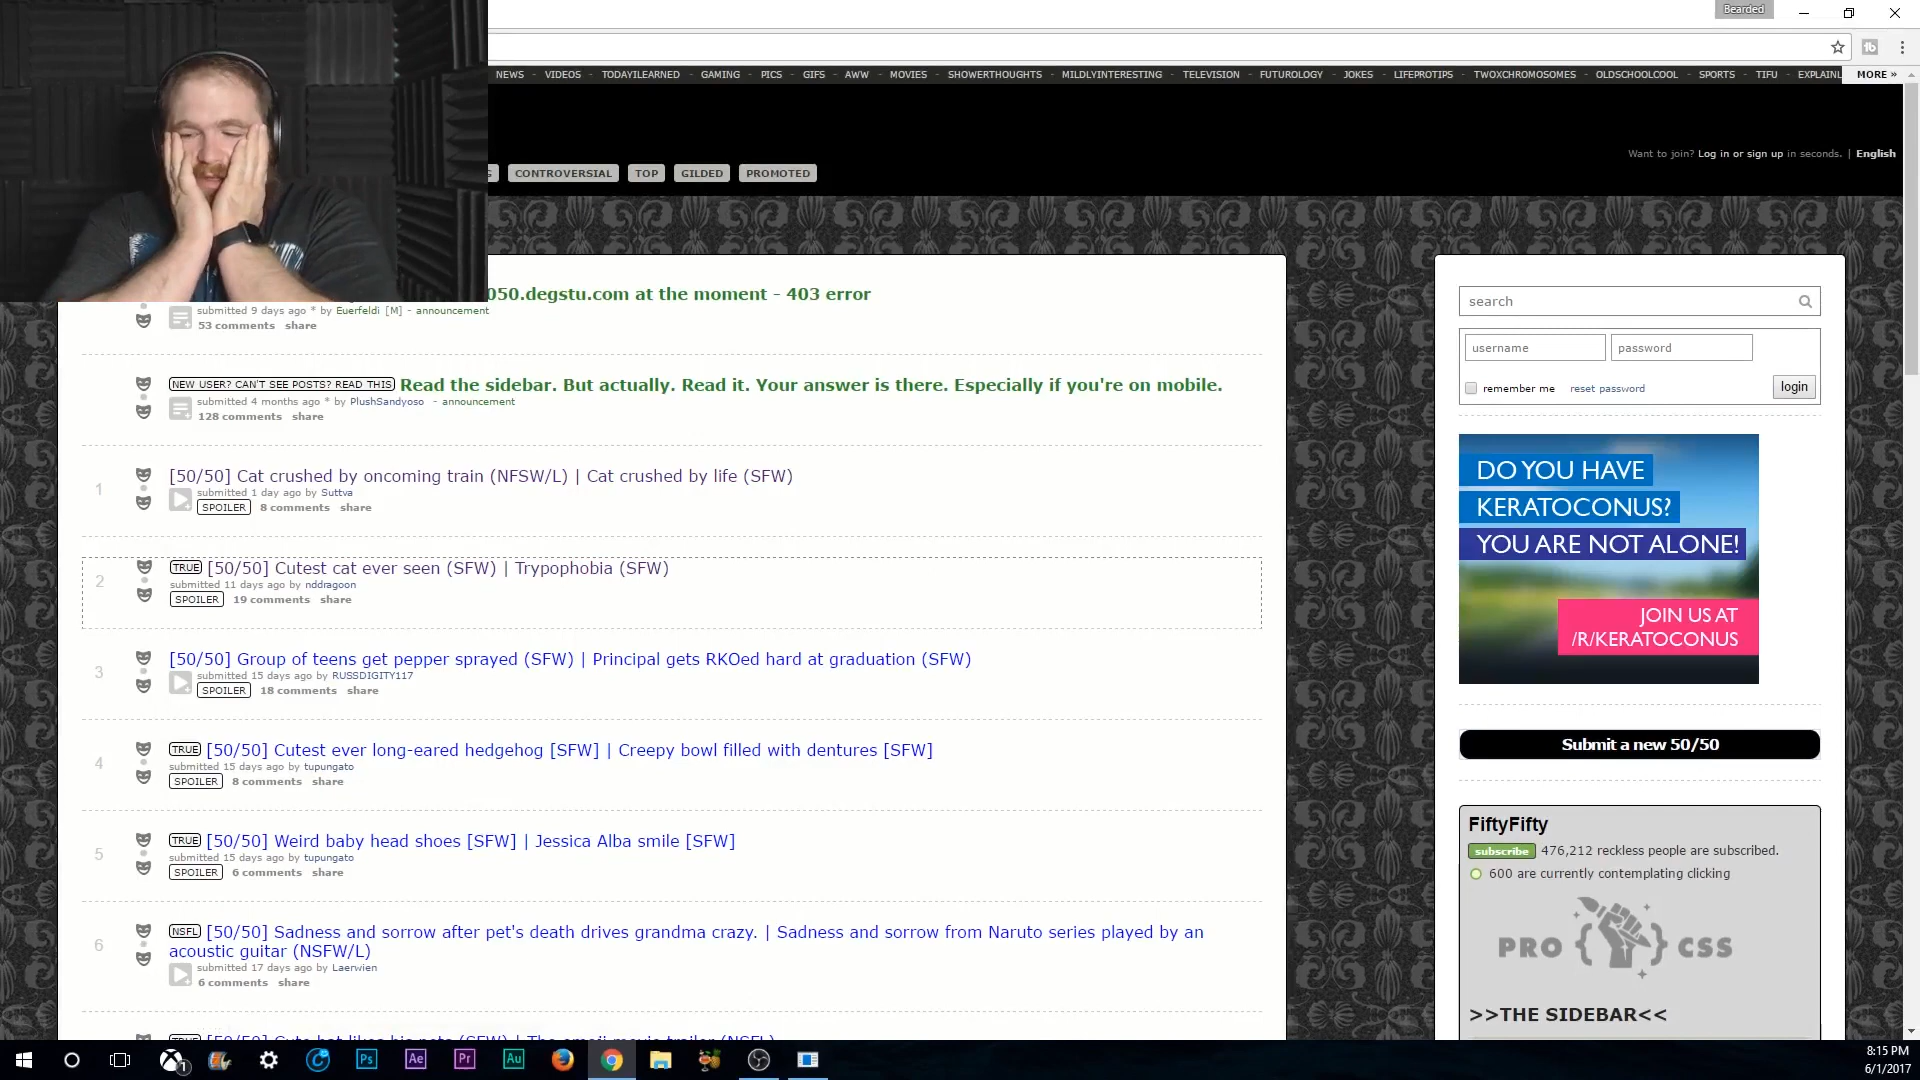 Bearded
NEWS - VIDEOS - TODAYILEARNED - GAMING - PICS - GIFS - AWW - MOVIES - SHOWERTHOUGHTS - MILDLYINTERESTING - TELEVISION - FUTUROLOGY - JOKES - LIFEPROTIPS - TWOXCHROMOSOMES - OLDSCHOOLCOOL - SPORTS - TIFU - EXPLAINL MORE »
Want to join? Log in or sign up in seconds. | English
CONTROVERSIAL TOP GILDED PROMOTED
050.degstu.com at the moment - 403 error
submitted 9 days ago * by Euerfeldi [M] - announcement
53 comments share
NEW USER? CAN'T SEE POSTS? READ THIS Read the sidebar. But actually. Read it. Your answer is there. Especially if you're on mobile.
submitted 4 months ago * by PlushSandyoso - announcement
128 comments share
1 [50/50] Cat crushed by oncoming train (NFSW/L) | Cat crushed by life (SFW)
submitted 1 day ago by Suttva
SPOILER 8 comments share
2 TRUE [50/50] Cutest cat ever seen (SFW) | Trypophobia (SFW)
submitted 11 days ago by nddragoon
SPOILER 19 comments share
3 [50/50] Group of teens get pepper sprayed (SFW) | Principal gets RKOed hard at graduation (SFW)
submitted 15 days ago by RUSSDIGITY117
SPOILER 18 comments share
4 TRUE [50/50] Cutest ever long-eared hedgehog [SFW] | Creepy bowl filled with dentures [SFW]
submitted 15 days ago by tupungato
SPOILER 8 comments share
5 TRUE [50/50] Weird baby head shoes [SFW] | Jessica Alba smile [SFW]
submitted 15 days ago by tupungato
SPOILER 6 comments share
6 NSFL [50/50] Sadness and sorrow after pet's death drives grandma crazy. | Sadness and sorrow from Naruto series played by an
acoustic guitar (NSFW/L)
submitted 17 days ago by Laerwien
6 comments share
search
username password
remember me reset password login
DO YOU HAVE
KERATOCONUS?
YOU ARE NOT ALONE!
JOIN US AT
/R/KERATOCONUS
Submit a new 50/50
FiftyFifty
subscribe 476,212 reckless people are subscribed.
600 are currently contemplating clicking
PRO { } CSS
>>THE SIDEBAR<<
1 Ps Ae Pr Au
8:15 PM
6/1/2017